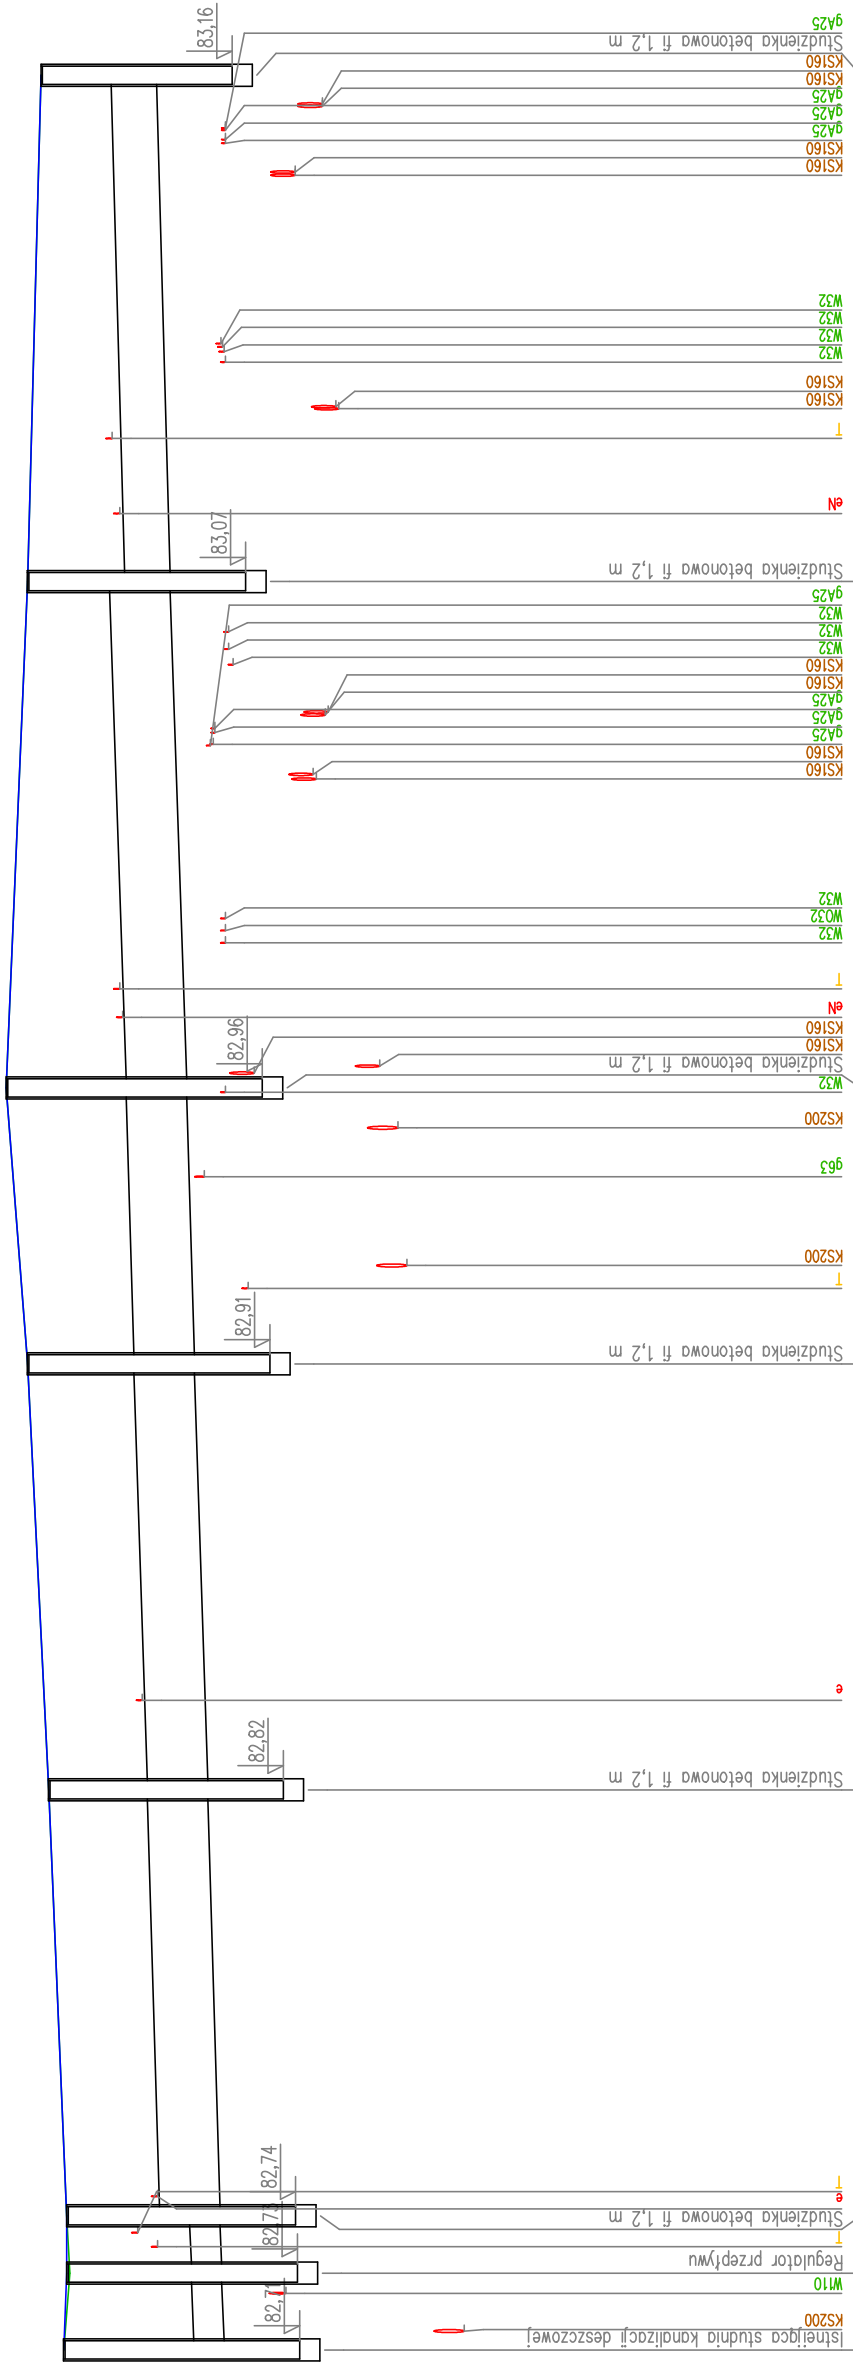 83,16
gA25
Studzienka betonowa fi 1,2 m
KS160
KS160
gA25
gA25
gA25
KS160
KS160
W32
W32
W32
W32
KS160
KS160
T
eN
83,07
Studzienka betonowa fi 1,2 m
gA25
W32
W32
W32
KS160
KS160
gA25
gA25
gA25
KS160
KS160
W32
WO32
W32
T
eN
82,96
KS160
KS160
Studzienka betonowa fi 1,2 m
W32
KS200
g63
KS200
T
82,91
Studzienka betonowa fi 1,2 m
e
82,82
Studzienka betonowa fi 1,2 m
82,74
T
e
Studzienka betonowa fi 1,2 m
82,73
T
Regulator przepływu
W110
82,71
KS200
Istniejąca studnia kanalizacji deszczowej